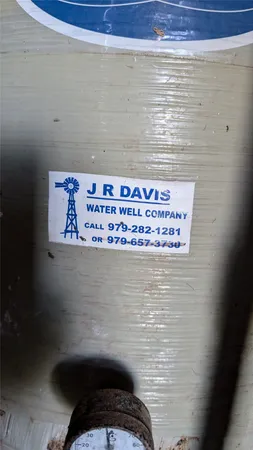 J R DAVIS
WATER WELL COMPANY
CALL 979-282-1281
OR 979-657-3730